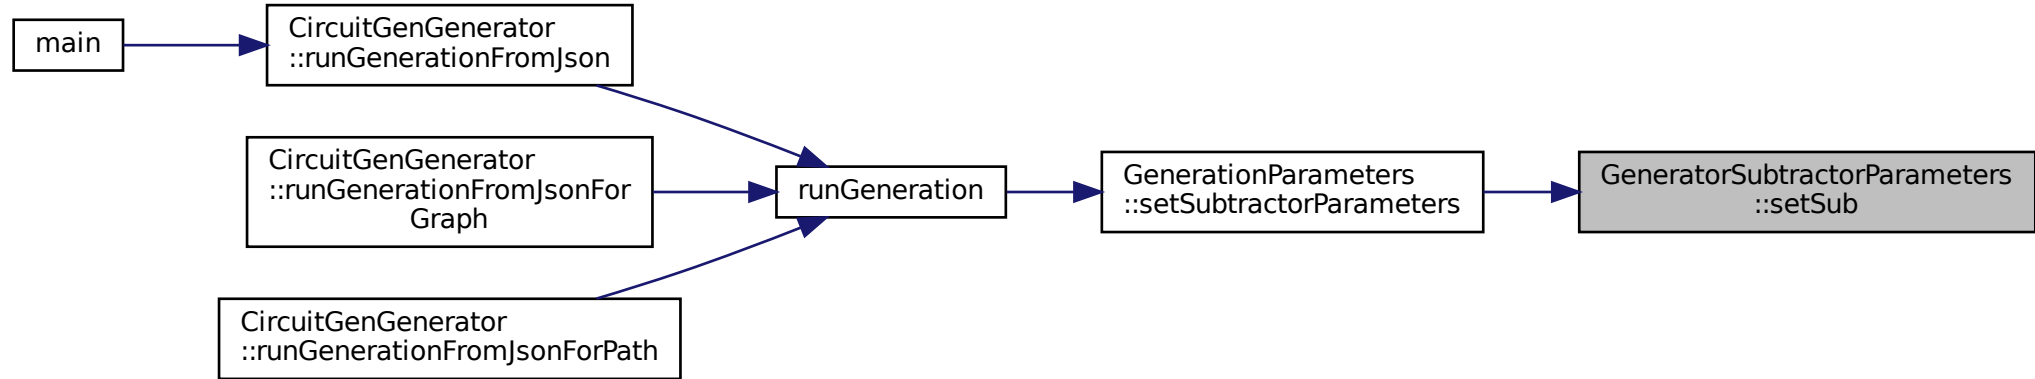 main
CircuitGenGenerator
::runGenerationFromJson
CircuitGenGenerator
::runGenerationFromJsonFor
Graph
CircuitGenGenerator
::runGenerationFromJsonForPath
runGeneration
GenerationParameters
::setSubtractorParameters
GeneratorSubtractorParameters
::setSub